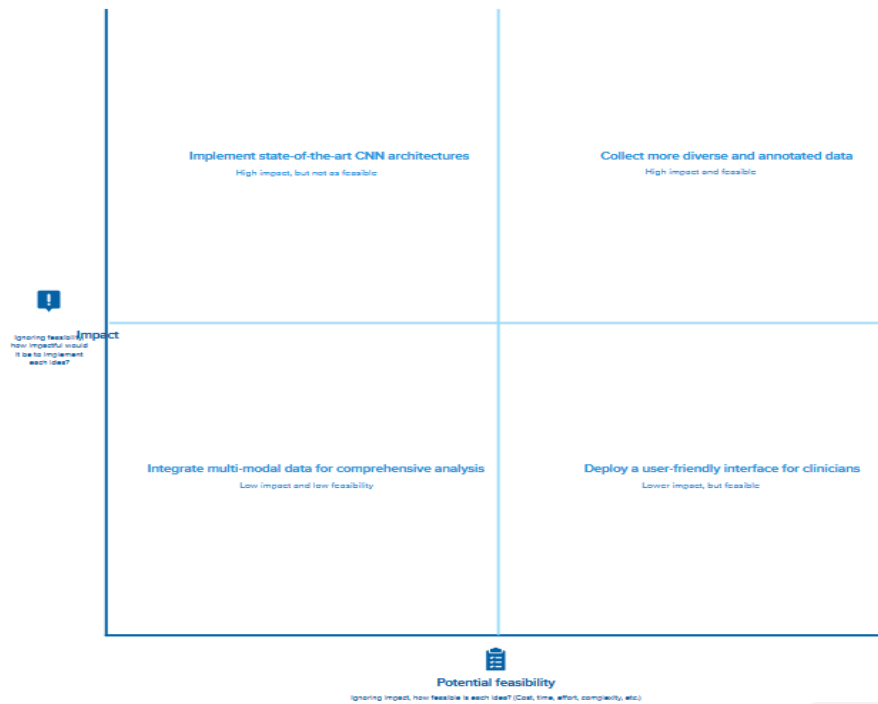 Implement state-of-the-art CNN architectures
High impact, but not as feasible
Collect more diverse and annotated data
High impact and feasible
Impact
Ignoring feasibility,
how impactful would
it be to implement
each idea?
Integrate multi-modal data for comprehensive analysis
Low impact and low feasibility
Deploy a user-friendly interface for clinicians
Lower impact, but feasible
Potential feasibility
Ignoring impact, how feasible is each idea? (Cost, time, effort, complexity, etc.)